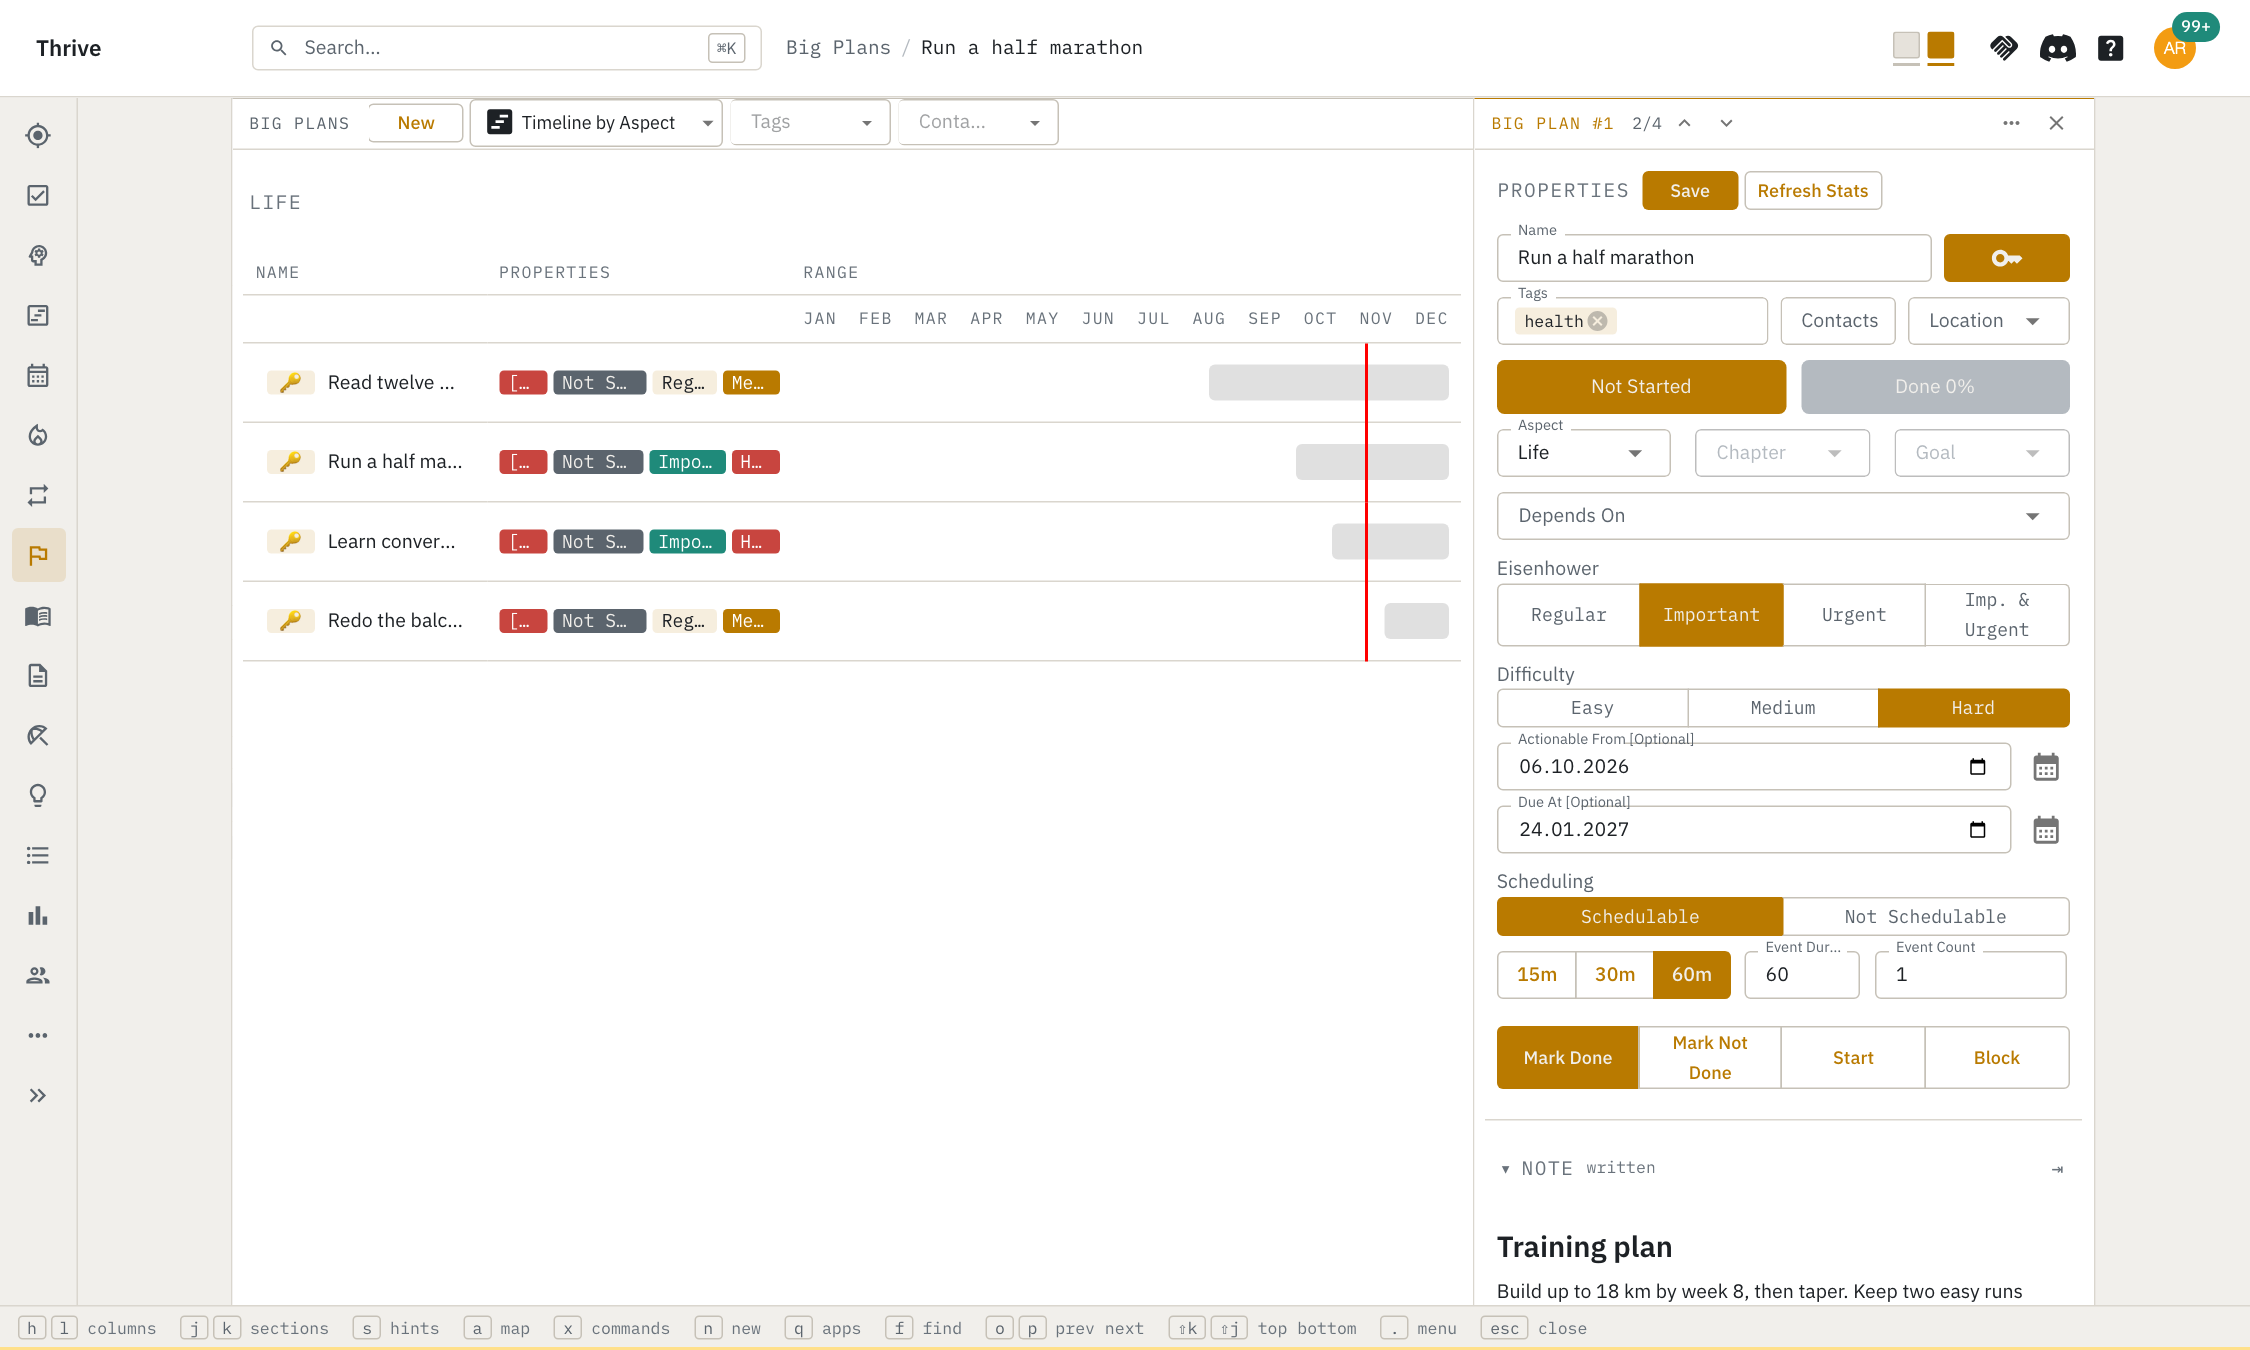 Thrive
Search...
⌘K
Big Plans / Run a half marathon
99+
AR
BIG PLANS
New
Timeline by Aspect
Tags
Conta...
BIG PLAN #1
2/4
LIFE
NAME PROPERTIES RANGE
JAN FEB MAR APR MAY JUN JUL AUG SEP OCT NOV DEC
Read twelve ... [... Not S... Reg... Me...
Run a half ma... [... Not S... Impo... H...
Learn conver... [... Not S... Impo... H...
Redo the balc... [... Not S... Reg... Me...
PROPERTIES
Save
Refresh Stats
Name
Run a half marathon
Tags
health
Contacts
Location
Not Started
Done 0%
Aspect
Life
Chapter
Goal
Depends On
Eisenhower
Regular
Important
Urgent
Imp. &
Urgent
Difficulty
Easy
Medium
Hard
Actionable From [Optional]
06.10.2026
Due At [Optional]
24.01.2027
Scheduling
Schedulable
Not Schedulable
15m
30m
60m
Event Dur...
60
Event Count
1
Mark Done
Mark Not
Done
Start
Block
NOTE written
Training plan
Build up to 18 km by week 8, then taper. Keep two easy runs
h l columns j k sections s hints a map x commands n new q apps f find o p prev next ⇧k ⇧j top bottom . menu esc close